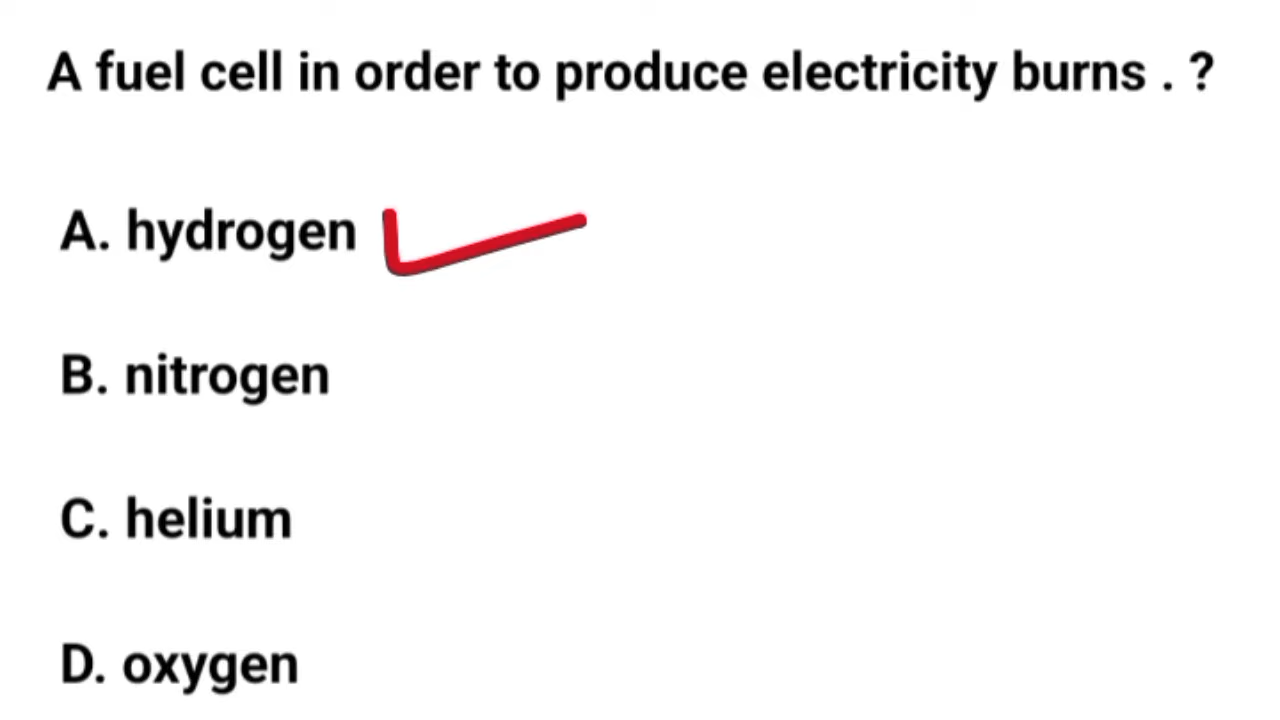 A fuel cell in order to produce electricity burns . ?
A. hydrogen
B. nitrogen
C. helium
D. oxygen